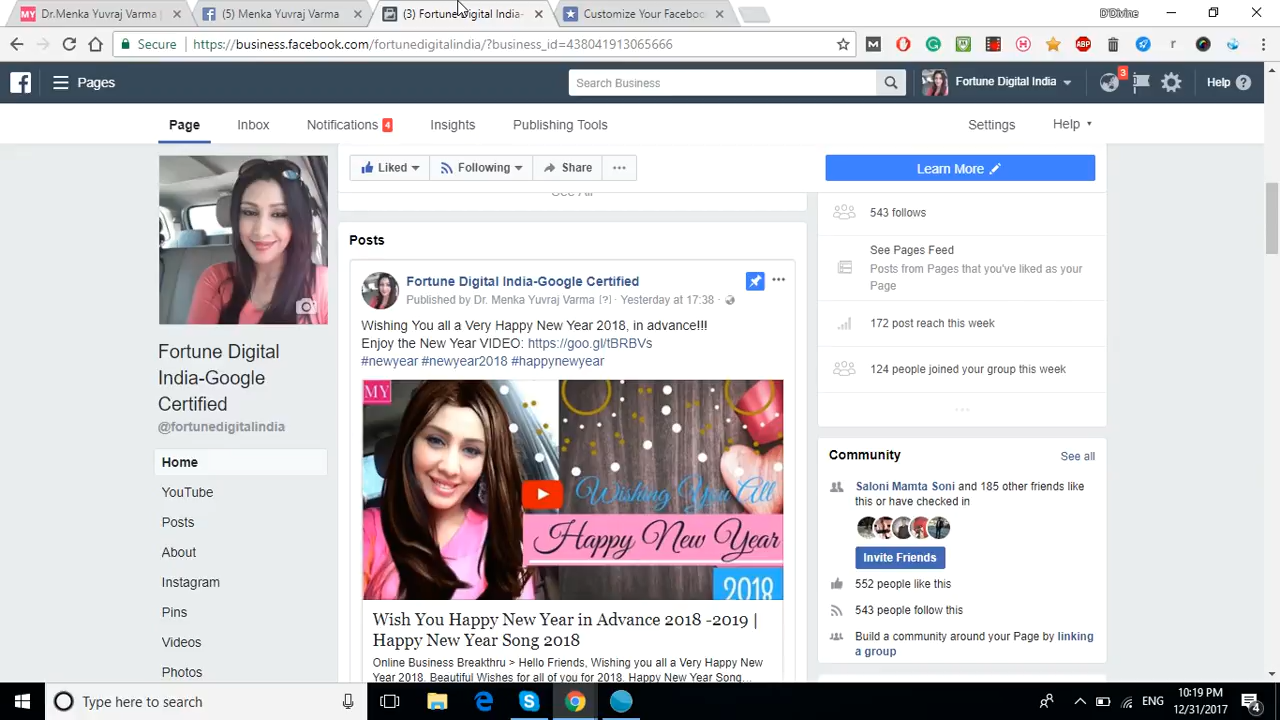 Dr.Menka Yuvraj Varma |
(5) Menka Yuvraj Varma
(3) Fortune Digital India-
Customize Your Faceboo
D'Divine
Secure
https://business.facebook.com/fortunedigitalindia/?business_id=438041913065666
Pages
Search Business
Fortune Digital India
3
Help
Page
Inbox
Notifications 4
Insights
Publishing Tools
Settings
Help
Liked
Following
Share
Learn More
See All
543 follows
Posts
See Pages Feed
Posts from Pages that you've liked as your
Page
Fortune Digital India-Google Certified
Published by Dr. Menka Yuvraj Varma [?] · Yesterday at 17:38 ·
Wishing You all a Very Happy New Year 2018, in advance!!!
Enjoy the New Year VIDEO: https://goo.gl/tBRBVs
#newyear #newyear2018 #happynewyear
172 post reach this week
124 people joined your group this week
Fortune Digital
India-Google
Certified
@fortunedigitalindia
Home
YouTube
Posts
About
Instagram
Pins
Videos
Photos
MY
Wishing You All
Happy New Year
2018
Wish You Happy New Year in Advance 2018 -2019 |
Happy New Year Song 2018
Online Business Breakthru > Hello Friends, Wishing you all a Very Happy New
Year 2018. Beautiful Wishes for all of you for 2018. Happy New Year Song...
Community
See all
Saloni Mamta Soni and 185 other friends like
this or have checked in
Invite Friends
552 people like this
543 people follow this
Build a community around your Page by linking
a group
Type here to search
ENG
10:19 PM
12/31/2017
4